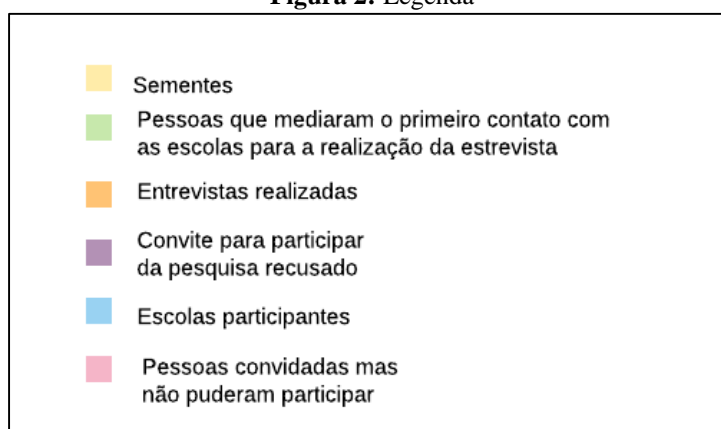 Figura 2: Legenda
Sementes
Pessoas que mediaram o primeiro contato com
as escolas para a realização da estrevista
Entrevistas realizadas
Convite para participar
da pesquisa recusado
Escolas participantes
Pessoas convidadas mas
não puderam participar